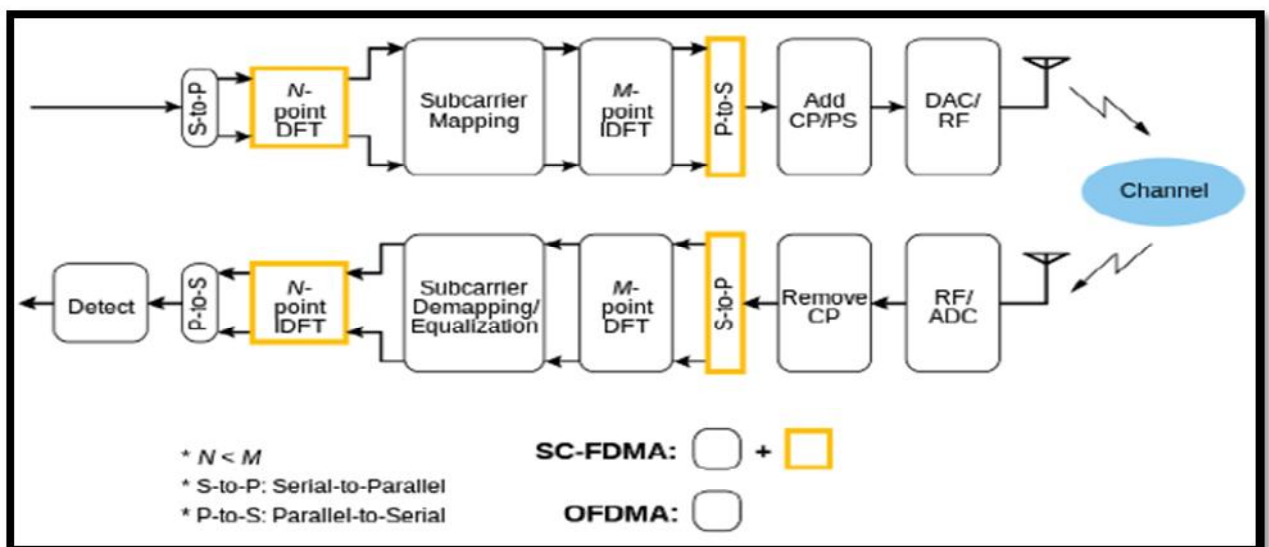 S-to-P
N-
point
DFT
Subcarrier
Mapping
M-
point
IDFT
P-to-S
Add
CP/PS
DAC/
RF
Channel
Detect
P-to-S
N-
point
IDFT
Subcarrier
Demapping/
Equalization
M-
point
DFT
S-to-P
Remove
CP
RF/
ADC
* N < M
* S-to-P: Serial-to-Parallel
* P-to-S: Parallel-to-Serial
SC-FDMA: +
OFDMA: